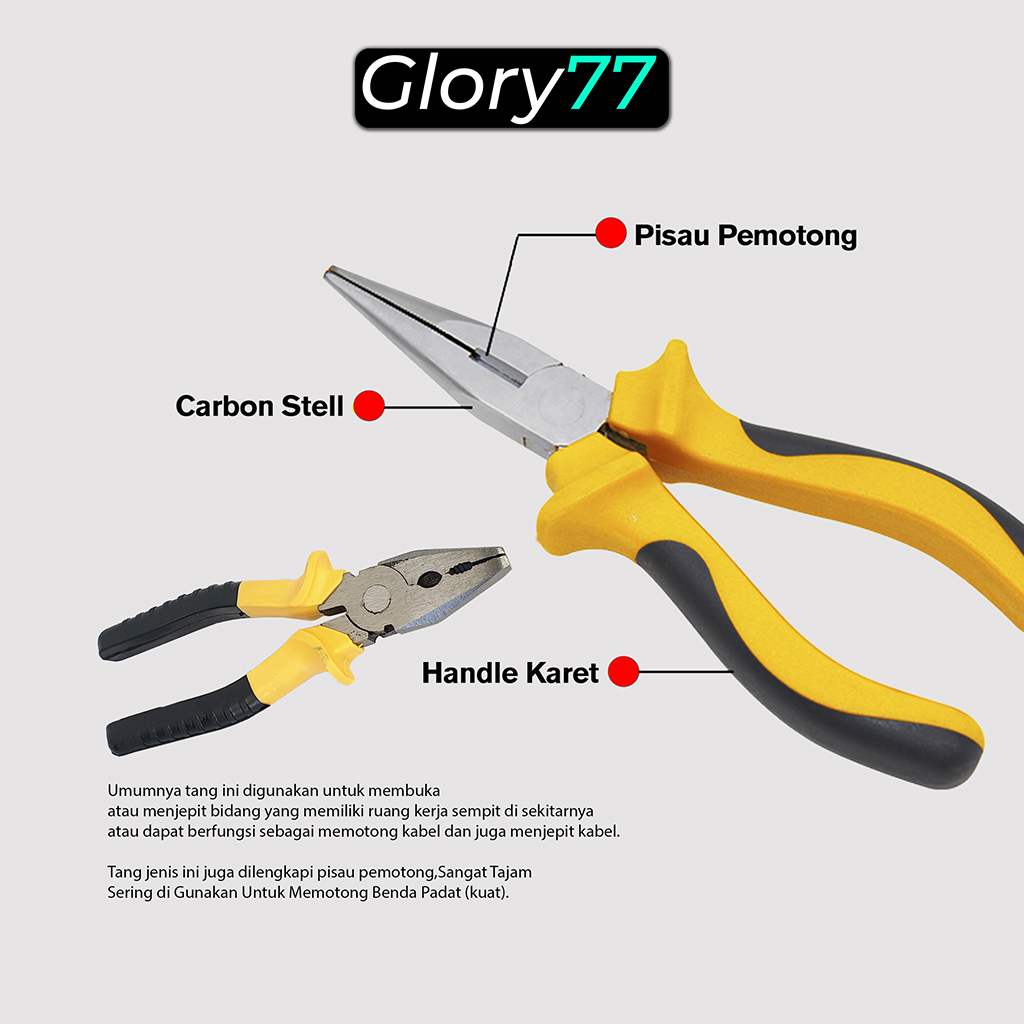 Glory77
Pisau Pemotong
Carbon Stell
Handle Karet
Umumnya tang ini digunakan untuk membuka
atau menjepit bidang yang memiliki ruang kerja sempit di sekitarnya
atau dapat berfungsi sebagai memotong kabel dan juga menjepit kabel.
Tang jenis ini juga dilengkapi pisau pemotong,Sangat Tajam
Sering di Gunakan Untuk Memotong Benda Padat (kuat).